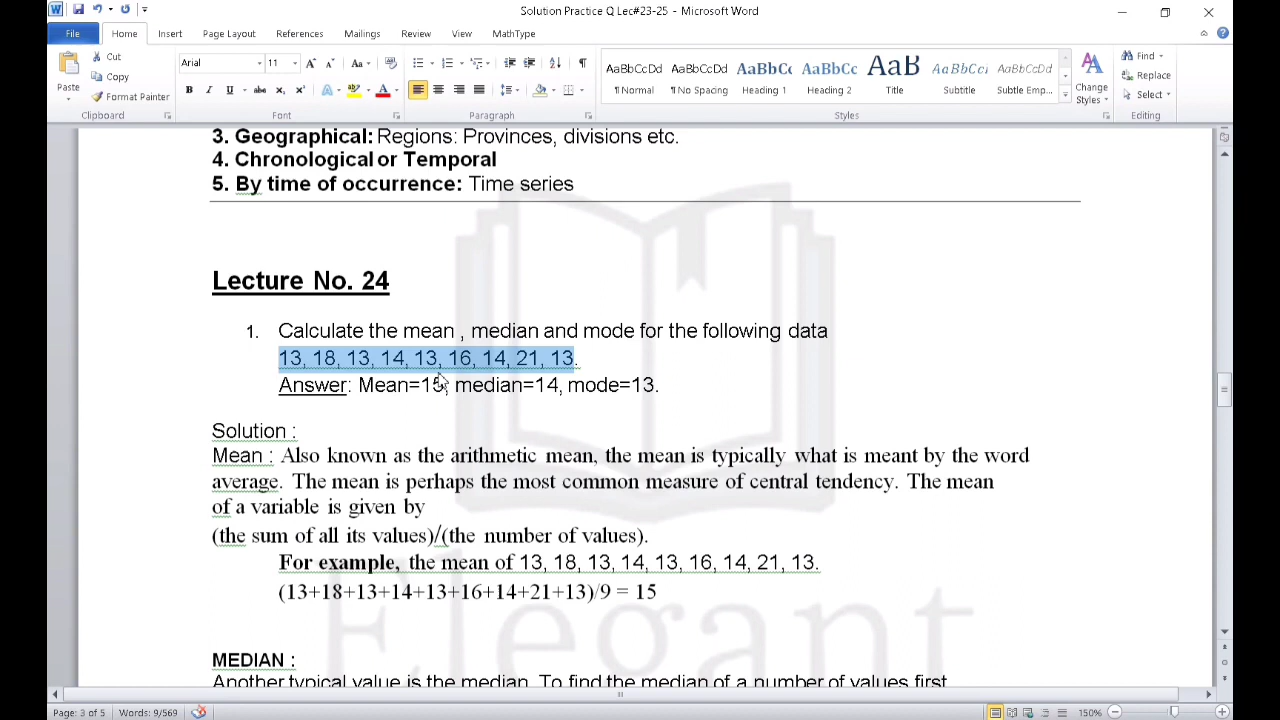 Solution Practice Q Lec#23-25 - Microsoft Word
File Home Insert Page Layout References Mailings Review View MathType
Paste
Cut
Copy
Format Painter
Clipboard
Arial 11
Font
Paragraph
AaBbCcDd AaBbCcDd AaBbCc AaBbCc AaB AaBbCcI AaBbCcDd
¶ Normal ¶ No Spacing Heading 1 Heading 2 Title Subtitle Subtle Emp...
Change
Styles
Styles
Find
Replace
Select
Editing
3. Geographical: Regions: Provinces, divisions etc.
4. Chronological or Temporal
5. By time of occurrence: Time series
Lecture No. 24
1. Calculate the mean , median and mode for the following data
13, 18, 13, 14, 13, 16, 14, 21, 13.
Answer: Mean=15, median=14, mode=13.
Solution :
Mean : Also known as the arithmetic mean, the mean is typically what is meant by the word
average. The mean is perhaps the most common measure of central tendency. The mean
of a variable is given by
(the sum of all its values)/(the number of values).
For example, the mean of 13, 18, 13, 14, 13, 16, 14, 21, 13.
(13+18+13+14+13+16+14+21+13)/9 = 15
Elegant
MEDIAN :
Another typical value is the median. To find the median of a number of values first
Page: 3 of 5 Words: 9/569 150%